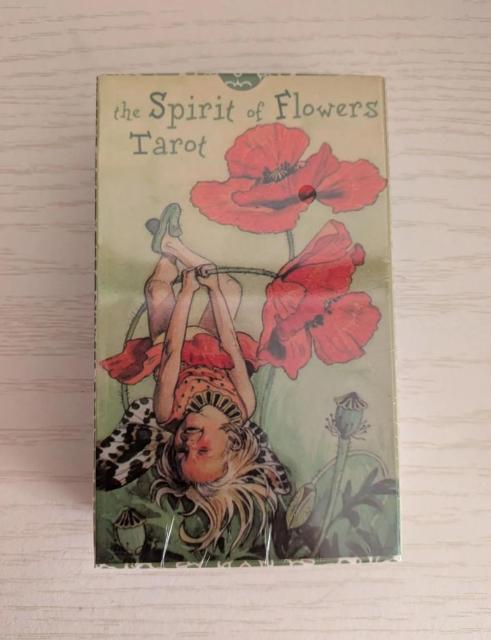 the Spirit of Flowers
Tarot